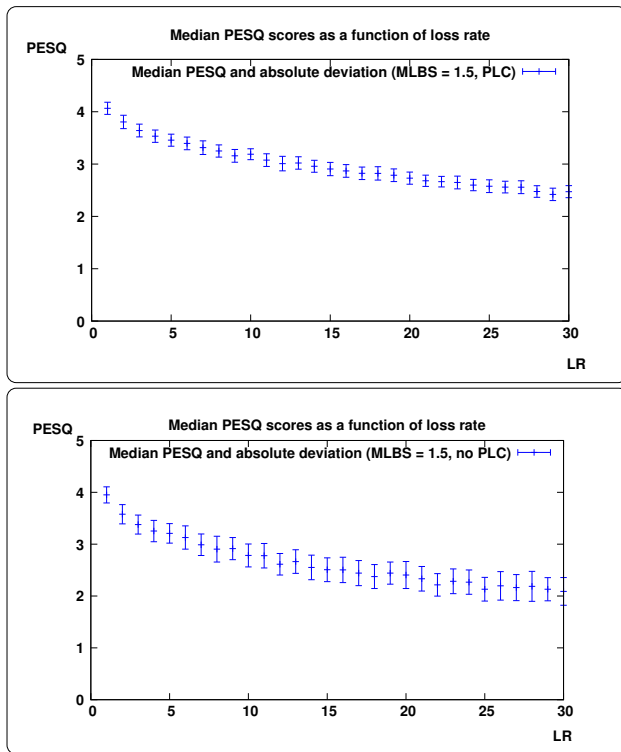 Median PESQ scores as a function of loss rate
PESQ
Median PESQ and absolute deviation (MLBS = 1.5, PLC)
5
4
3
2
1
0
0 5 10 15 20 25 30
LR
Median PESQ scores as a function of loss rate
PESQ
Median PESQ and absolute deviation (MLBS = 1.5, no PLC)
5
4
3
2
1
0
0 5 10 15 20 25 30
LR